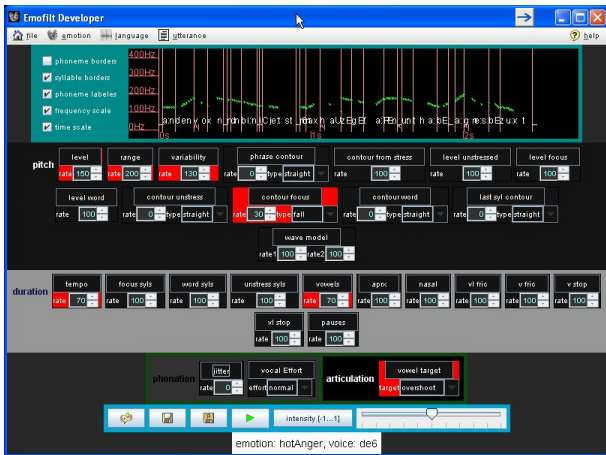 Emofilt Developer
file emotion language utterance help
phoneme borders
syllable borders
phoneme labeles
frequency scale
time scale
400Hz
300Hz
200Hz
100Hz
0Hz
0s 1s 2s
pitch
level range variability phrase contour contour from stress level unstressed level focus
rate 150 rate 200 rate 130 rate 0 type straight rate 100 rate 100 rate 100
level word contour unstress contour focus contour word last syl contour
rate 100 rate 0 type straight rate 30 type fall rate 0 type straight rate 0 type straight
wave model
rate1 100 rate2 100
duration
tempo focus syls word syls unstress syls vowels aprx nasal vl fric v fric v stop
rate 70 rate 100 rate 100 rate 100 rate 70 rate 100 rate 100 rate 100 rate 100 rate 100
vl stop pauses
rate 100 rate 100
phonation
jitter vocal Effort
rate 0 effort normal
articulation
vowel target
target overshoot
intensity [-1...1]
emotion: hotAnger, voice: de6